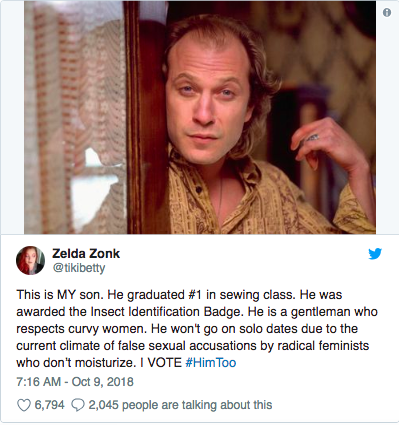 Zelda Zonk
@tikibetty
This is MY son. He graduated #1 in sewing class. He was
awarded the Insect Identification Badge. He is a gentleman who
respects curvy women. He won't go on solo dates due to the
current climate of false sexual accusations by radical feminists
who don't moisturize. I VOTE #HimToo
7:16 AM - Oct 9, 2018
6,794 2,045 people are talking about this